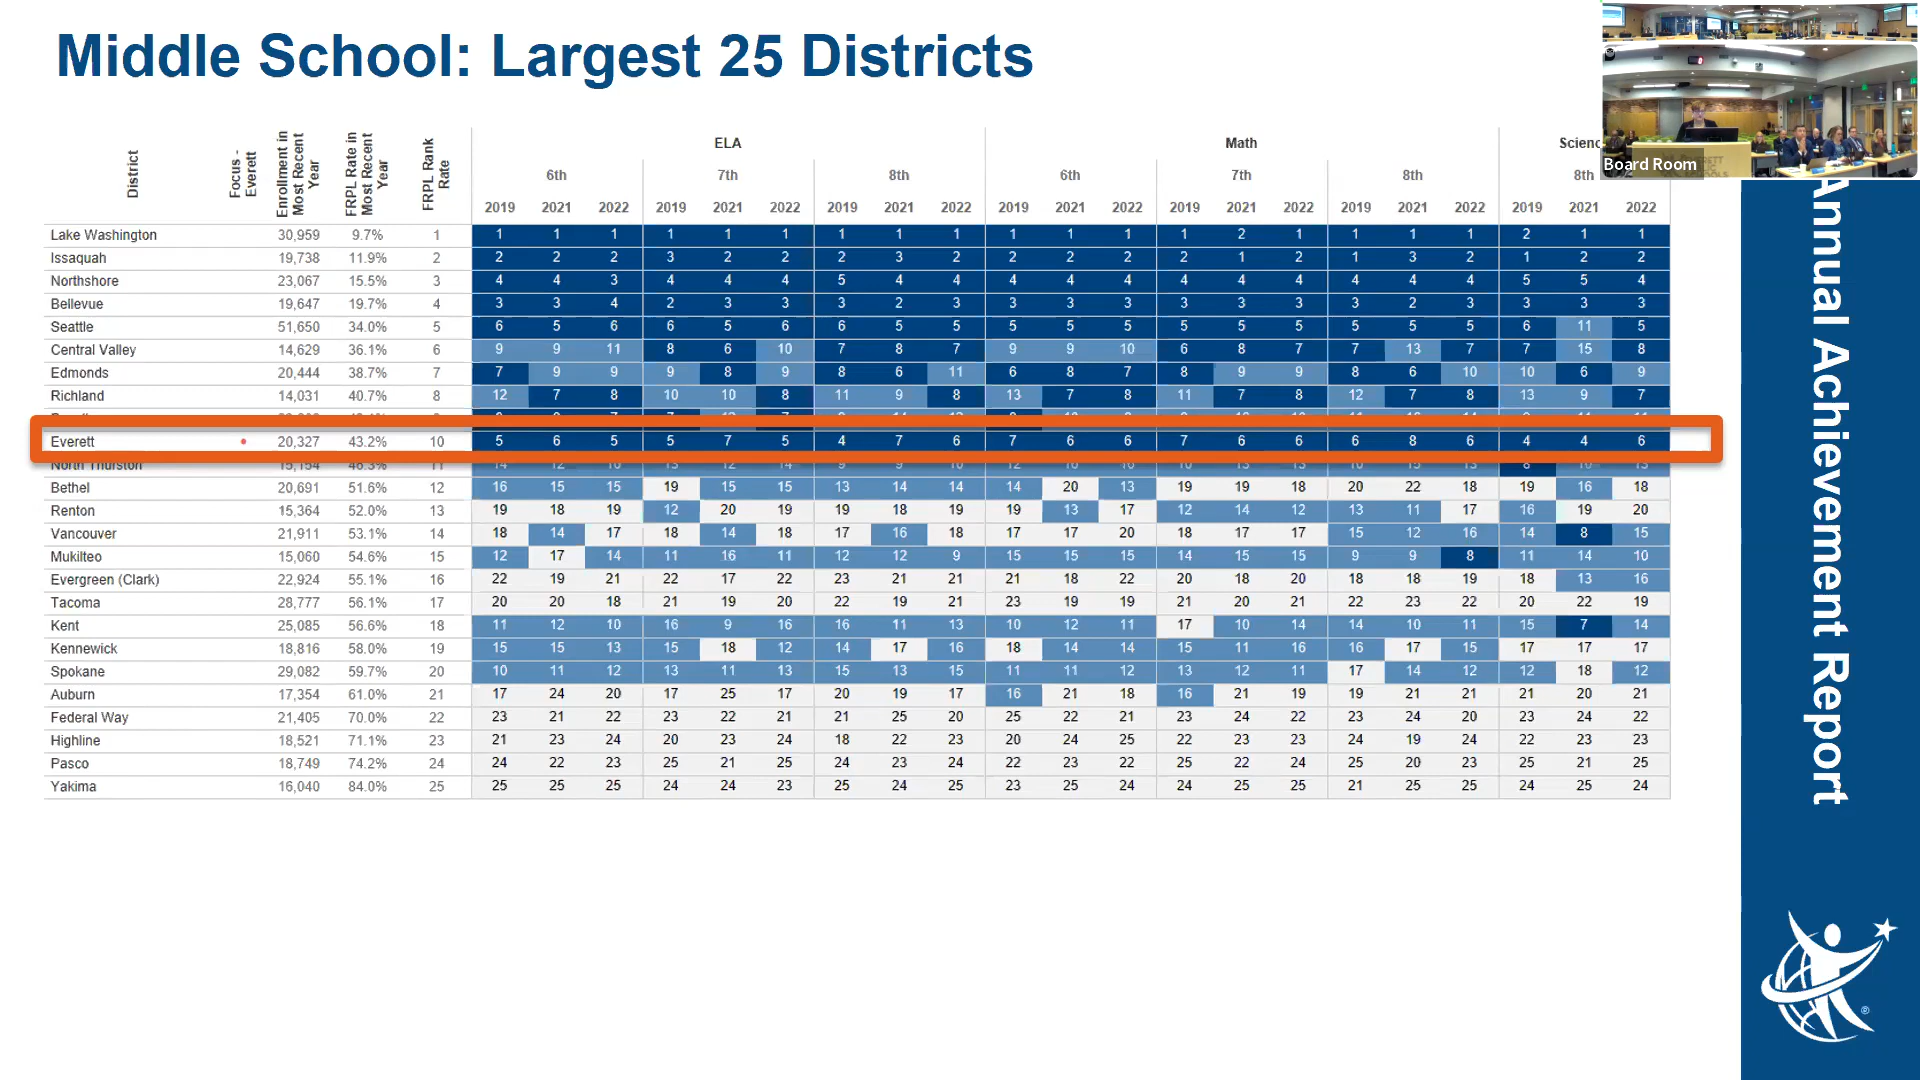 Middle School: Largest 25 Districts
Board Room
District Focus - Everett Enrollment in Most Recent Year FRPL Rate in Most Recent Year FRPL Rank Rate
ELA Math
6th 7th 8th 6th 7th 8th 8th
2019 2021 2022 2019 2021 2022 2019 2021 2022 2019 2021 2022 2019 2021 2022 2019 2021 2022 2019 2021 2022
Lake Washington 30,959 9.7% 1 1 1 1 1 1 1 1 1 1 1 1 1 1 2 1 1 1 1 2 1 1
Issaquah 19,738 11.9% 2 2 2 2 3 2 2 2 3 2 2 2 2 2 1 2 1 3 2 1 2 2
Northshore 23,067 15.5% 3 4 4 3 4 4 4 5 4 4 4 4 4 4 4 4 4 4 4 5 5 4
Bellevue 19,647 19.7% 4 3 3 4 2 3 3 3 2 3 3 3 3 3 3 3 3 2 3 3 3 3
Seattle 51,650 34.0% 5 6 5 6 6 5 6 6 5 5 5 5 5 5 5 5 5 5 5 6 11 5
Central Valley 14,629 36.1% 6 9 9 11 8 6 10 7 8 7 9 9 10 6 8 7 7 13 7 7 15 8
Edmonds 20,444 38.7% 7 7 9 9 9 8 9 8 6 11 6 8 7 8 9 9 8 6 10 10 6 9
Richland 14,031 40.7% 8 12 7 8 10 10 8 11 9 8 13 7 8 11 7 8 12 7 8 13 9 7
Everett 20,327 43.2% 10 5 6 5 5 7 5 4 7 6 7 6 6 7 6 6 6 8 6 4 4 6
North Thurston 15,154 46.3% 11
Bethel 20,691 51.6% 12 16 15 15 19 15 15 13 14 14 14 20 13 19 19 18 20 22 18 19 16 18
Renton 15,364 52.0% 13 19 18 19 12 20 19 19 18 19 19 13 17 12 14 12 13 11 17 16 19 20
Vancouver 21,911 53.1% 14 18 14 17 18 14 18 17 16 18 17 17 20 18 17 17 15 12 16 14 8 15
Mukilteo 15,060 54.6% 15 12 17 14 11 16 11 12 12 9 15 15 15 14 15 15 9 9 8 11 14 10
Evergreen (Clark) 22,924 55.1% 16 22 19 21 22 17 22 23 21 21 21 18 22 20 18 20 18 18 19 18 13 16
Tacoma 28,777 56.1% 17 20 20 18 21 19 20 22 19 21 23 19 19 21 20 21 22 23 22 20 22 19
Kent 25,085 56.6% 18 11 12 10 16 9 16 16 11 13 10 12 11 17 10 14 14 10 11 15 7 14
Kennewick 18,816 58.0% 19 15 15 13 15 18 12 14 17 16 18 14 14 15 11 16 16 17 15 17 17 17
Spokane 29,082 59.7% 20 10 11 12 13 11 13 15 13 15 11 11 12 13 12 11 17 14 12 12 18 12
Auburn 17,354 61.0% 21 17 24 20 17 25 17 20 19 17 16 21 18 16 21 19 19 21 21 21 20 21
Federal Way 21,405 70.0% 22 23 21 22 23 22 21 21 25 20 25 22 21 23 24 22 23 24 20 23 24 22
Highline 18,521 71.1% 23 21 23 24 20 23 24 18 22 23 20 24 25 22 23 23 24 19 24 22 23 23
Pasco 18,749 74.2% 24 24 22 23 25 21 25 24 23 24 22 23 22 25 22 24 25 20 23 25 21 25
Yakima 16,040 84.0% 25 25 25 25 24 24 23 25 24 25 23 25 24 24 25 25 21 25 25 24 25 24
Annual Achievement Report
®